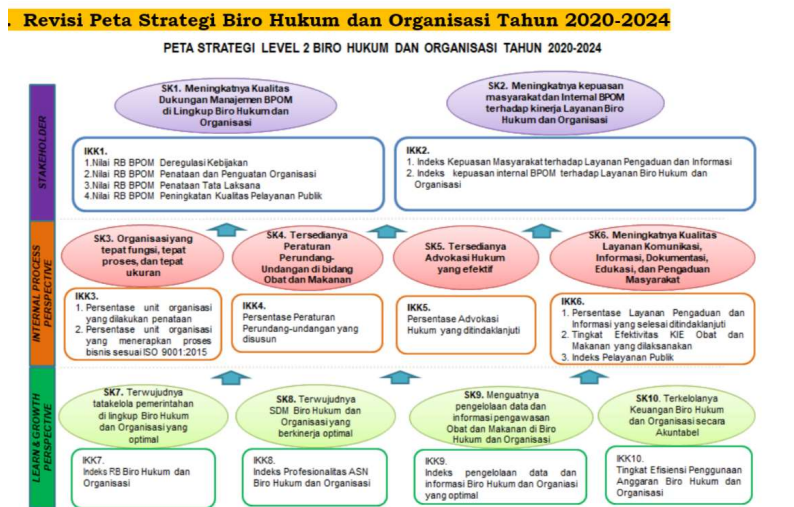 . Revisi Peta Strategi Biro Hukum dan Organisasi Tahun 2020-2024
PETA STRATEGI LEVEL 2 BIRO HUKUM DAN ORGANISASI TAHUN 2020-2024
STAKEHOLDER
SK1. Meningkatnya Kualitas
Dukungan Manajemen BPOM
di Lingkup Biro Hukum dan
Organisasi
SK2. Meningkatnya kepuasan
masyarakat dan Internal BPOM
terhadap kinerja Layanan Biro
Hukum dan Organisasi
IKK1.
1.Nilai RB BPOM Deregulasi Kebijakan
2.Nilai RB BPOM Penataan dan Penguatan Organisasi
3.Nilai RB BPOM Penataan Tata Laksana
4.Nilai RB BPOM Peningkatan Kualitas Pelayanan Publik
IKK2.
1. Indeks Kepuasan Masyarakat terhadap Layanan Pengaduan dan Informasi
2. Indeks kepuasan internal BPOM terhadap Layanan Biro Hukum dan
Organisasi
INTERNAL PROCESS
PERSPECTIVE
SK3. Organisasi yang
tepat fungsi, tepat
proses, dan tepat
ukuran
SK4. Tersedianya
Peraturan
Perundang-
Undangan di bidang
Obat dan Makanan
SK5. Tersedianya
Advokasi Hukum
yang efektif
SK6. Meningkatnya Kualitas
Layanan Komunikasi,
Informasi, Dokumentasi,
Edukasi, dan Pengaduan
Masyarakat
IKK3.
1. Persentase unit organisasi
yang dilakukan penataan
2. Persentase unit organisasi
yang menerapkan proses
bisnis sesuai ISO 9001:2015
IKK4.
Persentase Peraturan
Perundang-undangan yang
disusun
IKK5.
Persentase Advokasi
Hukum yang ditindaklanjuti
IKK6.
1. Persentase Layanan Pengaduan dan
Informasi yang selesai ditindaklanjuti
2. Tingkat Efektivitas KIE Obat dan
Makanan yang dilaksanakan
3. Indeks Pelayanan Publik
LEARN & GROWTH
PERSPECTIVE
SK7. Terwujudnya
tatakelola pemerintahan
di lingkup Biro Hukum
dan Organisasi yang
optimal
SK8. Terwujudnya
SDM Biro Hukum dan
Organisasi yang
berkinerja optimal
SK9. Menguatnya
pengelolaan data dan
informasi pengawasan
Obat dan Makanan di Biro
Hukum dan Organisasi
SK10. Terkelolanya
Keuangan Biro Hukum
dan Organisasi secara
Akuntabel
IKK7.
Indeks RB Biro Hukum dan
Organisasi
IKK8.
Indeks Profesionalitas ASN
Biro Hukum dan Organisasi
IKK9.
Indeks pengelolaan data dan
informasi Biro Hukum dan Organiasi
yang optimal
IKK10.
Tingkat Efisiensi Penggunaan
Anggaran Biro Hukum dan
Organisasi